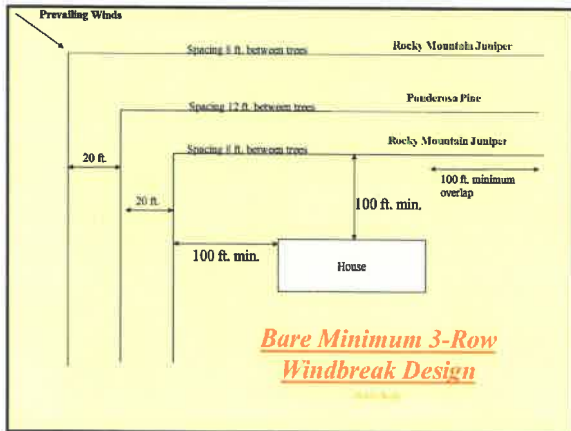 Prevailing Winds
Spacing 8 ft. between trees
Rocky Mountain Juniper
Spacing 12 ft. between trees
Ponderosa Pine
Spacing 8 ft. between trees
Rocky Mountain Juniper
20 ft.
100 ft. minimum
overlap
20 ft.
100 ft. min.
100 ft. min.
House
Bare Minimum 3-Row
Windbreak Design